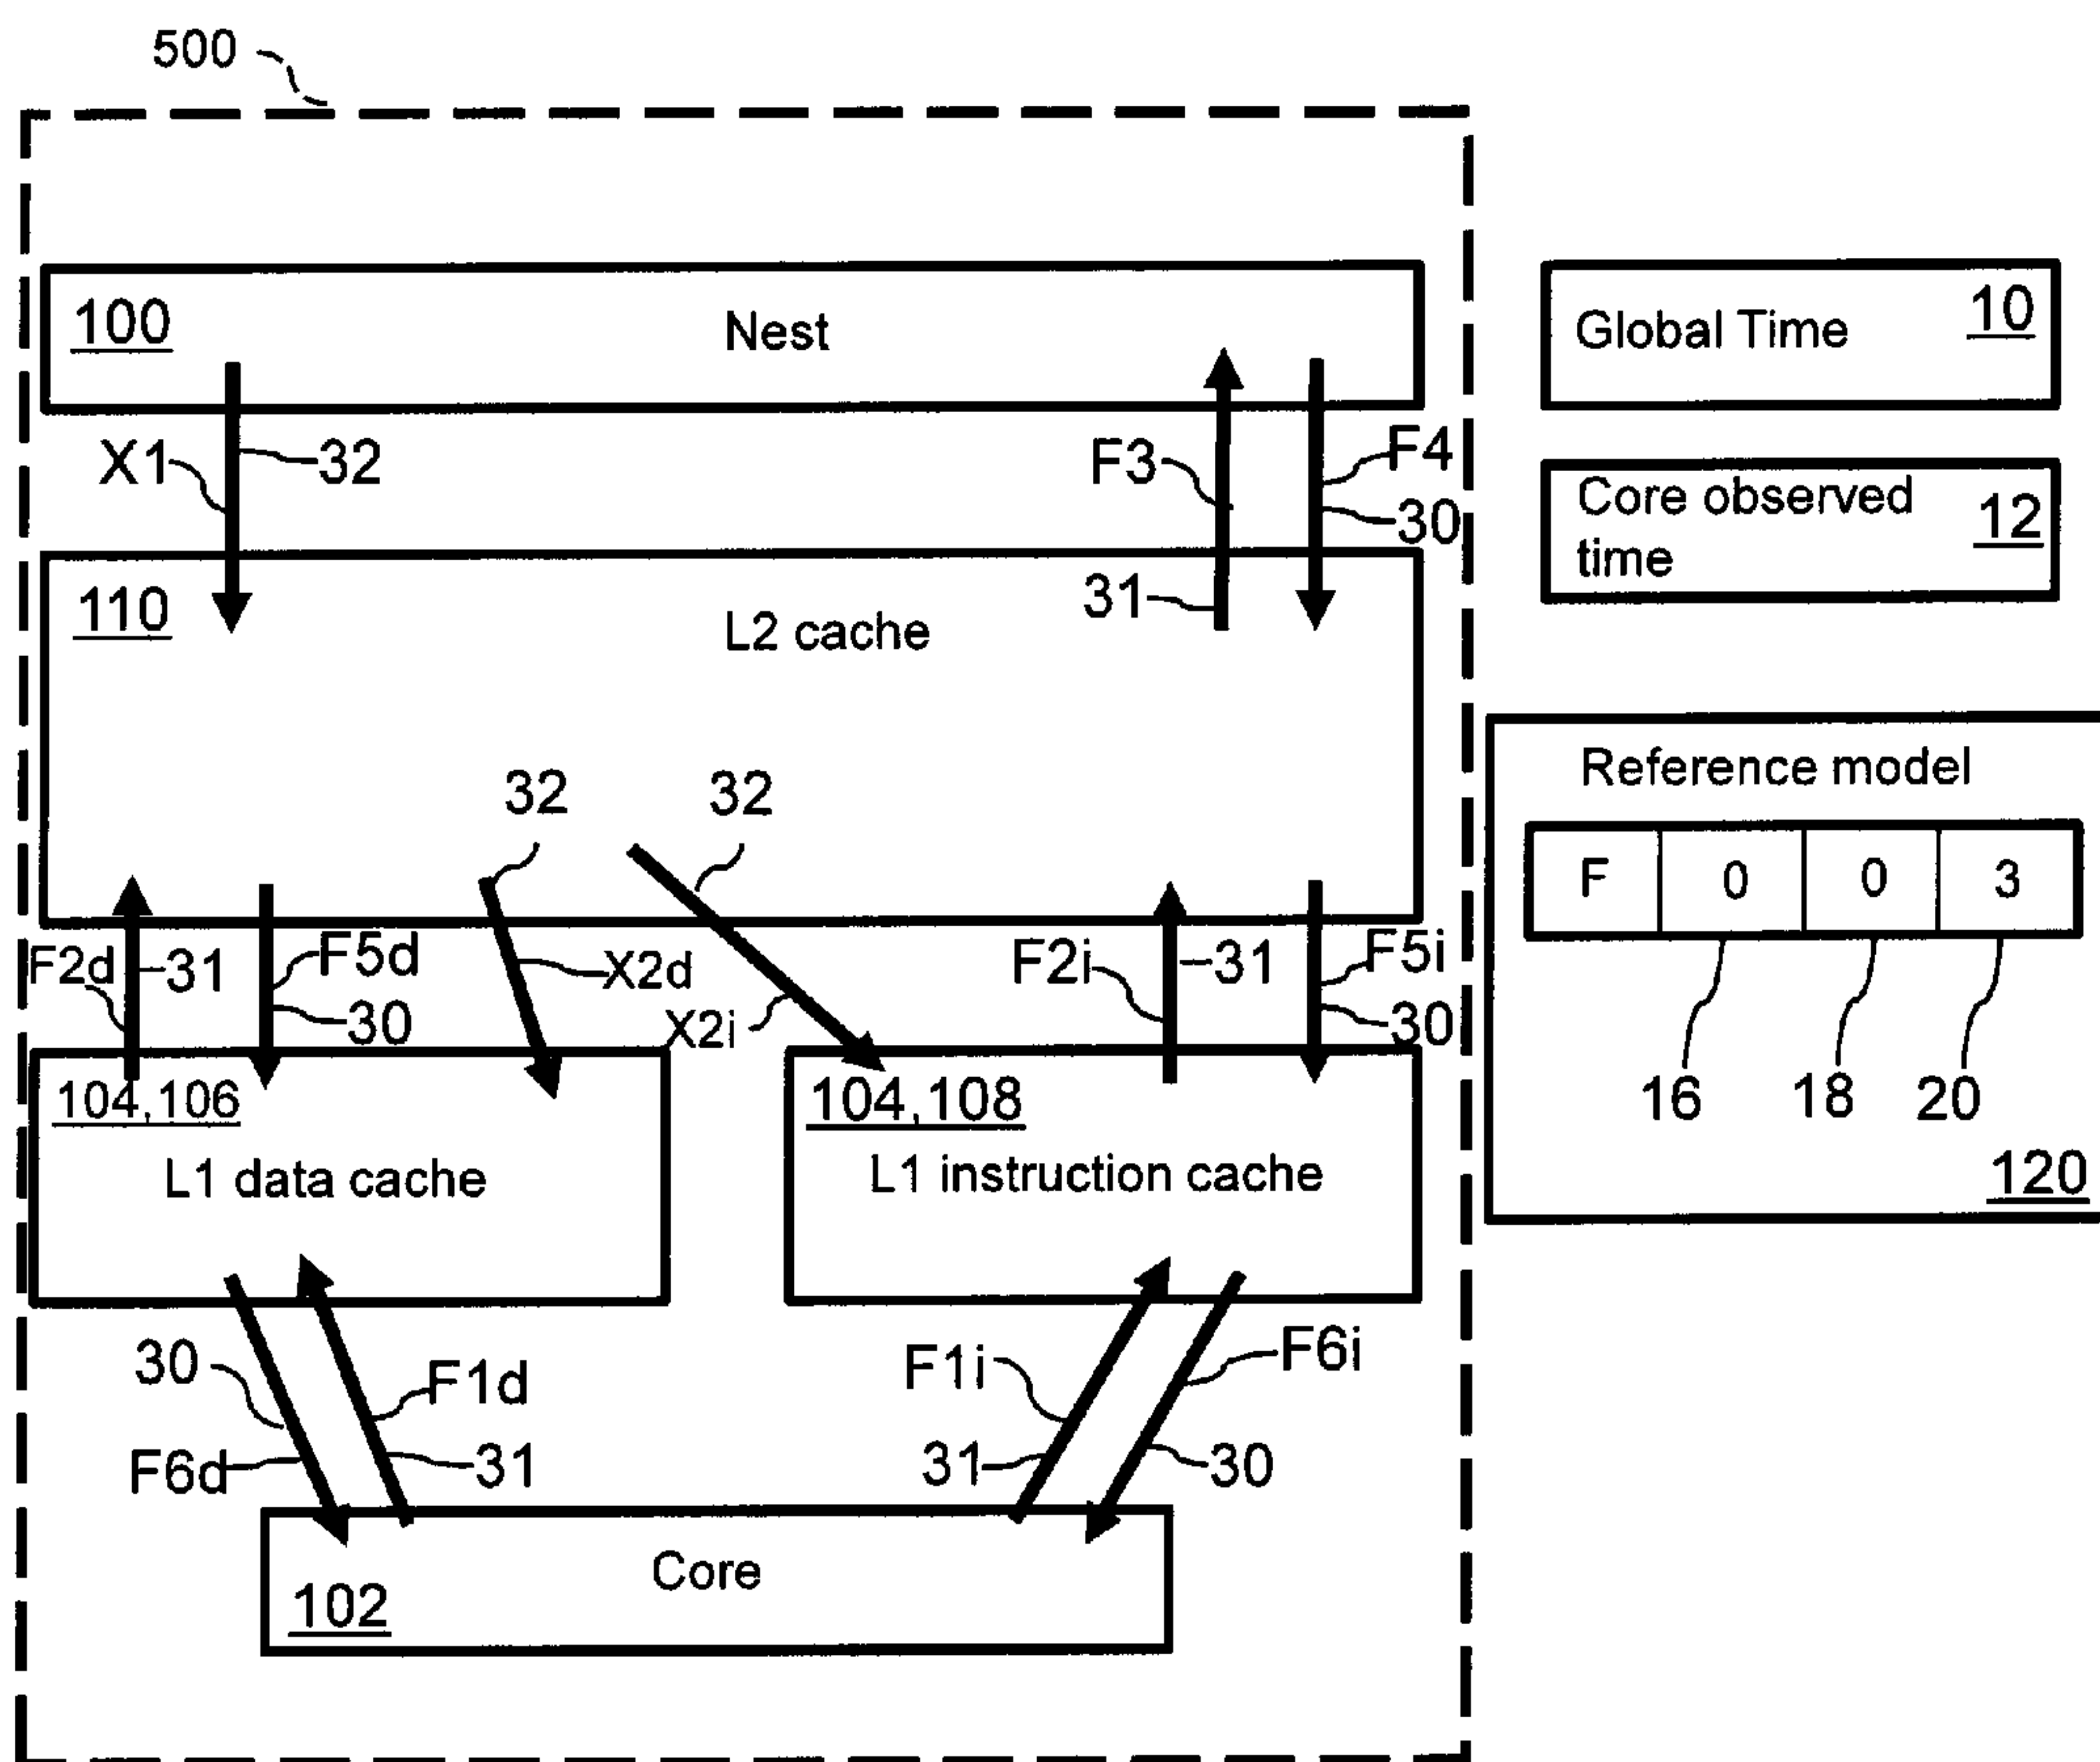 500
100
Nest
Global Time
10
X1
32
F3
F4
30
Core observed
time
12
110
L2 cache
31
32
32
Reference model
F 0 0 3
F2d
31
F5d
30
X2d
X2i
F2i
31
F5i
30
16
18
20
104,106
L1 data cache
104,108
L1 instruction cache
120
30
F1d
F6d
31
F1i
F6i
31
30
Core
102